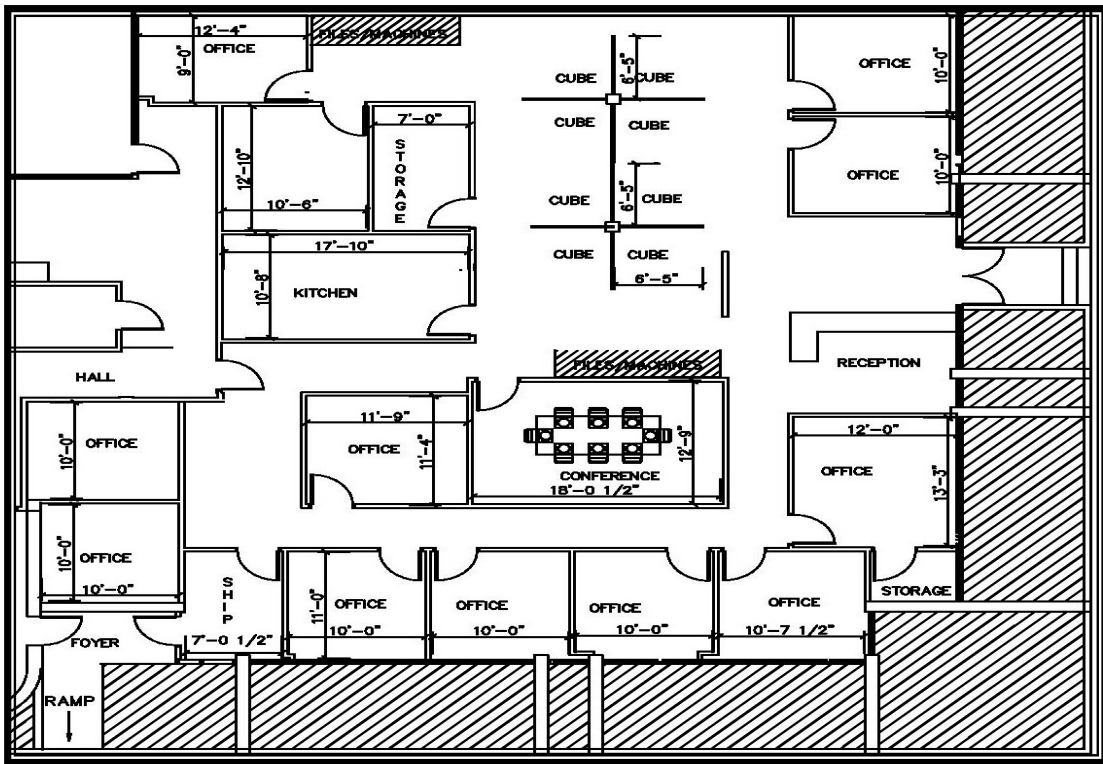 12'-4"
FILES/MACHINES
OFFICE
9'-0"
CUBE
6'-5"
CUBE
OFFICE
10'-0"
7'-0"
CUBE
CUBE
STORAGE
12'-10"
10'-6"
OFFICE
10'-0"
CUBE
6'-5"
CUBE
17'-10"
CUBE
CUBE
10'-8"
KITCHEN
6'-5"
HALL
FILES/MACHINES
RECEPTION
11'-9"
12'-0"
10'-0"
OFFICE
OFFICE
11'-4"
12'-9"
CONFERENCE
18'-0 1/2"
OFFICE
13'-3"
10'-0"
OFFICE
10'-0"
SHIP
11'-0"
OFFICE
OFFICE
OFFICE
OFFICE
STORAGE
FOYER
7'-0 1/2"
10'-0"
10'-0"
10'-0"
10'-7 1/2"
RAMP